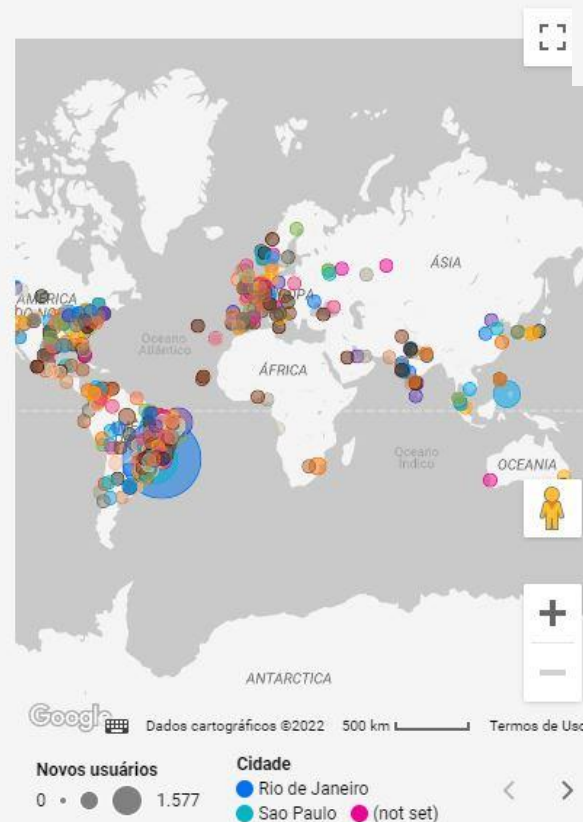 ÁSIA
AMÉRICA
DO NO
OPA
Oceano
Atlântico
ÁFRICA
Oceano
Índico
OCEANIA
ANTARCTICA
Google
Dados cartográficos ©2022 500 km Termos de Uso
Novos usuários
0 1.577
Cidade
Rio de Janeiro
Sao Paulo (not set)